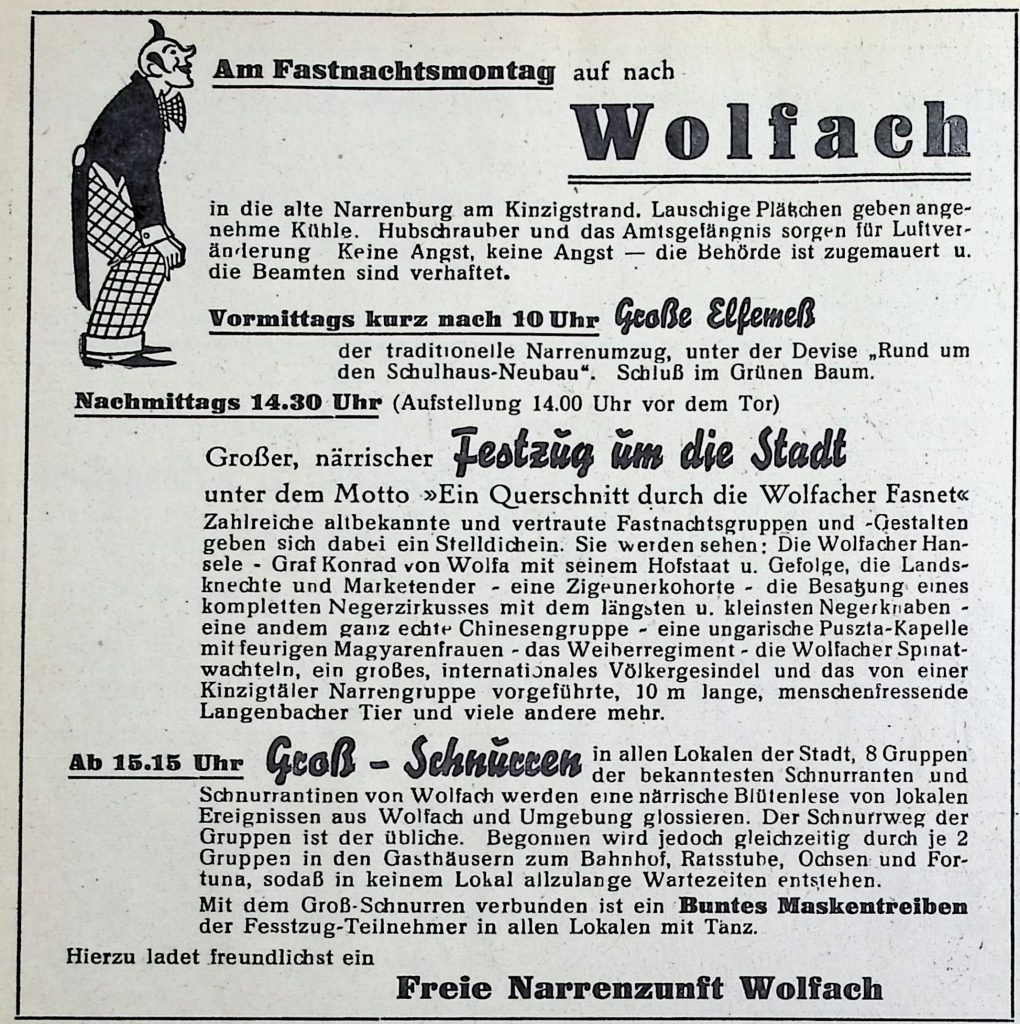 Am Fastnachtsmontag auf nach
Wolfach
in die alte Narrenburg am Kinzigstrand. Lauschige Plätzchen geben ange-
nehme Kühle. Hubschrauber und das Amtsgefängnis sorgen für Luftver-
änderung Keine Angst, keine Angst — die Behörde ist zugemauert u.
die Beamten sind verhaftet.
Vormittags kurz nach 10 Uhr Große Elfemeß
der traditionelle Narrenumzug, unter der Devise „Rund um
den Schulhaus-Neubau“. Schluß im Grünen Baum.
Nachmittags 14.30 Uhr (Aufstellung 14.00 Uhr vor dem Tor)
Großer, närrischer Festzug um die Stadt
unter dem Motto »Ein Querschnitt durch die Wolfacher Fasnet«
Zahlreiche altbekannte und vertraute Fastnachtsgruppen und -Gestalten
geben sich dabei ein Stelldichein. Sie werden sehen: Die Wolfacher Han-
sele - Graf Konrad von Wolfa mit seinem Hofstaat u. Gefolge, die Lands-
knechte und Marketender - eine Zigeunerkohorte - die Besatzung eines
kompletten Negerzirkusses mit dem längsten u. kleinsten Negerknaben -
eine andem ganz echte Chinesengruppe - eine ungarische Puszta-Kapelle
mit feurigen Magyarenfrauen - das Weiberregiment - die Wolfacher Spinat-
wachteln, ein großes, internationales Völkergesindel und das von einer
Kinzigtäler Narrengruppe vorgeführte, 10 m lange, menschenfressende
Langenbacher Tier und viele andere mehr.
Ab 15.15 Uhr Groß - Schnurren in allen Lokalen der Stadt, 8 Gruppen
der bekanntesten Schnurranten und
Schnurrantinen von Wolfach werden eine närrische Blütenlese von lokalen
Ereignissen aus Wolfach und Umgebung glossieren. Der Schnurrweg der
Gruppen ist der übliche. Begonnen wird jedoch gleichzeitig durch je 2
Gruppen in den Gasthäusern zum Bahnhof, Ratsstube, Ochsen und For-
tuna, sodaß in keinem Lokal allzulange Wartezeiten entstehen.
Mit dem Groß-Schnurren verbunden ist ein Buntes Maskentreiben
der Fesstzug-Teilnehmer in allen Lokalen mit Tanz.
Hierzu ladet freundlichst ein
Freie Narrenzunft Wolfach